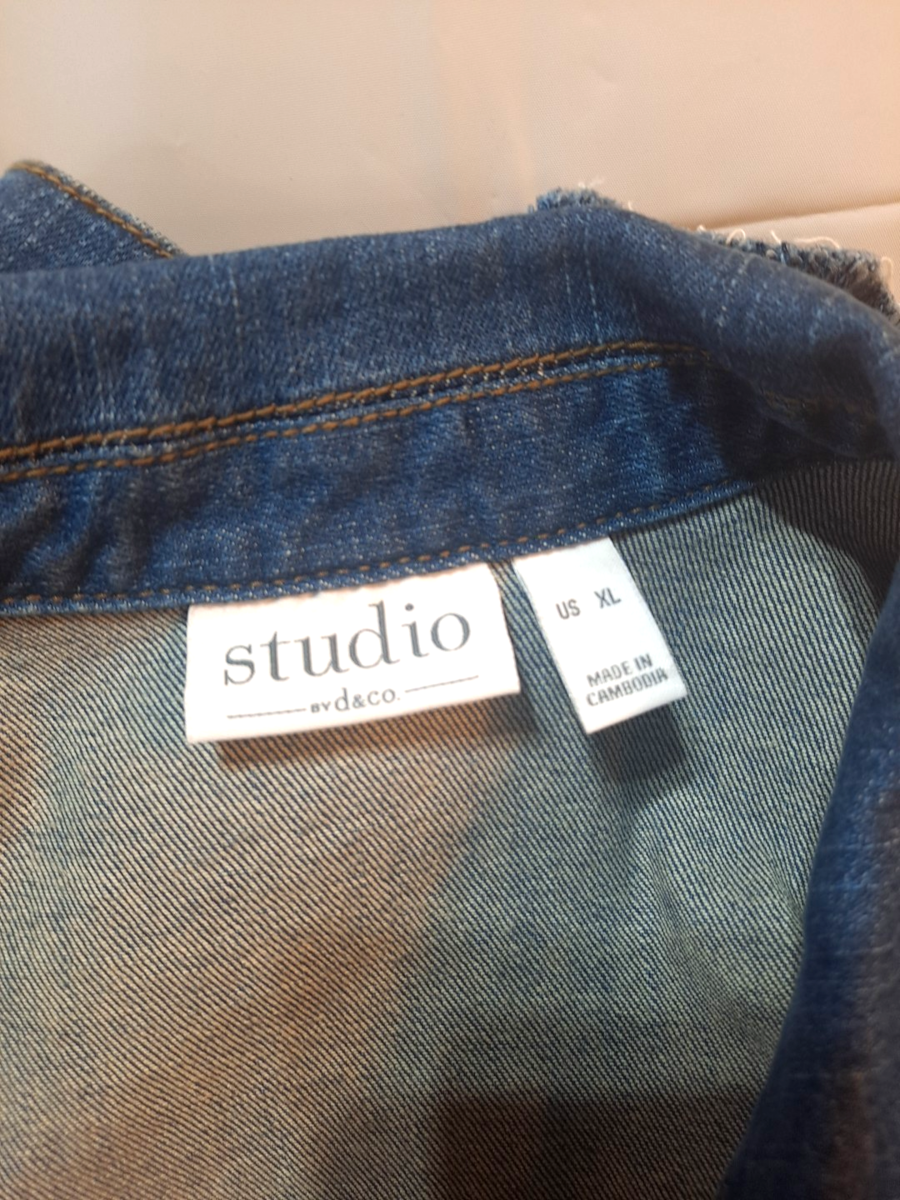 studio
BY d&co.
US XL
MADE IN
CAMBODIA